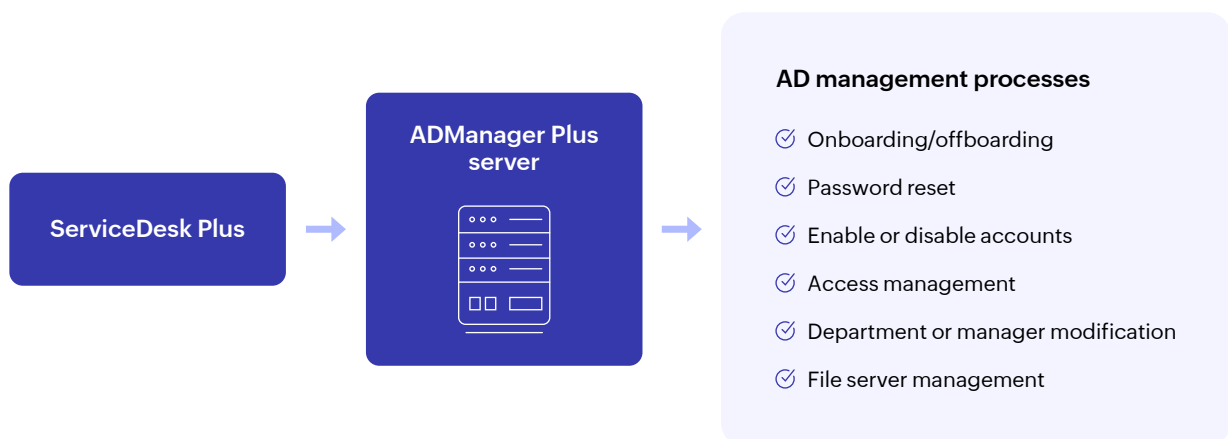 ServiceDesk Plus
ADManager Plus
server
AD management processes
Onboarding/offboarding
Password reset
Enable or disable accounts
Access management
Department or manager modification
File server management